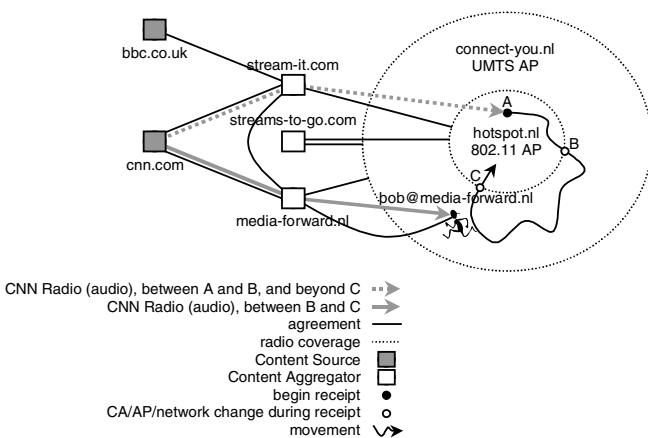 bbc.co.uk
stream-it.com
connect-you.nl
UMTS AP
A
streams-to-go.com
hotspot.nl
802.11 AP
B
cnn.com
C
bob@media-forward.nl
media-forward.nl
CNN Radio (audio), between A and B, and beyond C
CNN Radio (audio), between B and C
agreement
radio coverage
Content Source
Content Aggregator
begin receipt
CA/AP/network change during receipt
movement